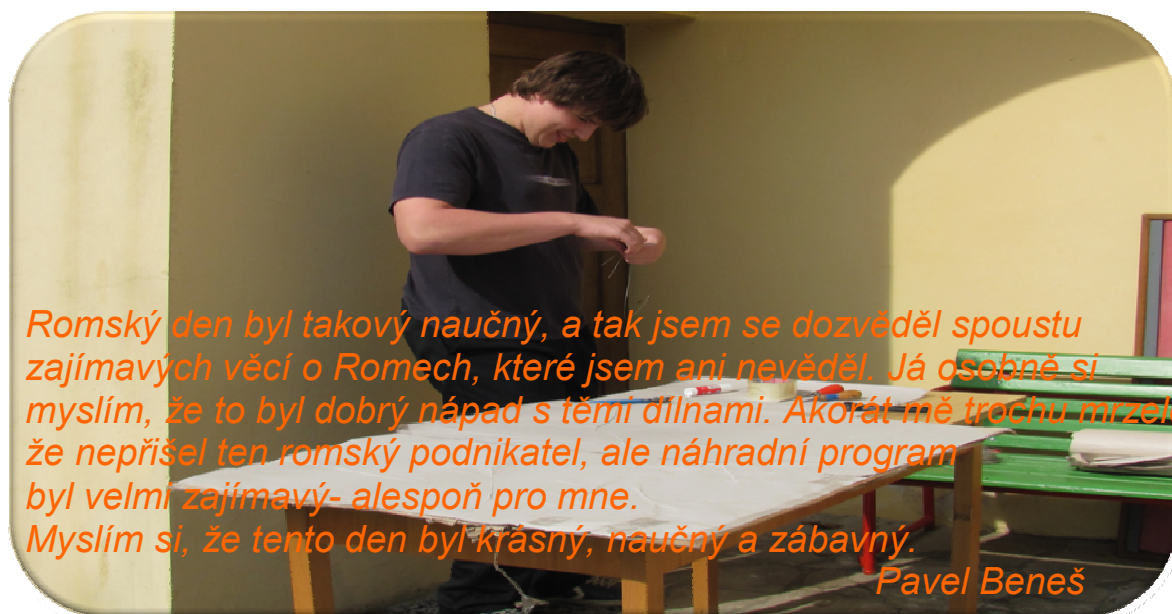 Romský den byl takový naučný, a tak jsem se dozvěděl spoustu
zajímavých věcí o Romech, které jsem ani nevěděl. Já osobně si
myslím, že to byl dobrý nápad s těmi dílnami. Akorát mě trochu mrzel
že nepřišel ten romský podnikatel, ale náhradní program
byl velmi zajímavý- alespoň pro mne.
Myslím si, že tento den byl krásný, naučný a zábavný.
Pavel Beneš